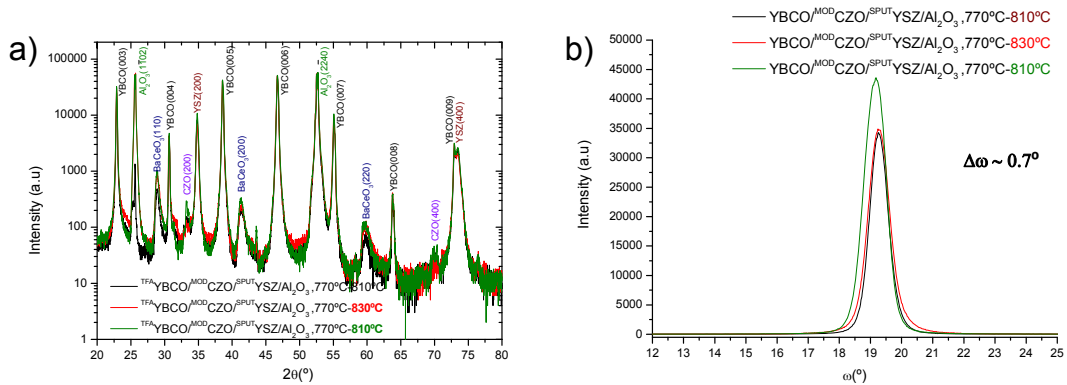 a)
Intensity (a.u)
100000
10000
1000
100
10
1
YBCO(003)
Al₂O₃(11̄02)
BaCeO₃(110)
YBCO(004)
CZO(200)
YSZ(200)
YBCO(005)
BaCeO₃(200)
YBCO(006)
Al₂O₃(22̄40)
YBCO(007)
BaCeO₃(220)
YBCO(008)
CZO(400)
YBCO(009)
YSZ(400)
TFAYBCO/MODCZO/SPUTYSZ/Al₂O₃,770ºC-810ºC
TFAYBCO/MODCZO/SPUTYSZ/Al₂O₃,770ºC-830ºC
TFAYBCO/MODCZO/SPUTYSZ/Al₂O₃,770ºC-810ºC
20 25 30 35 40 45 50 55 60 65 70 75 80
2θ(º)
b)
YBCO/MODCZO/SPUTYSZ/Al₂O₃,770ºC-810ºC
YBCO/MODCZO/SPUTYSZ/Al₂O₃,770ºC-830ºC
YBCO/MODCZO/SPUTYSZ/Al₂O₃,770ºC-810ºC
Intensity (a.u)
50000
45000
40000
35000
30000
25000
20000
15000
10000
5000
0
Δω ~ 0.7º
12 13 14 15 16 17 18 19 20 21 22 23 24 25
ω(º)